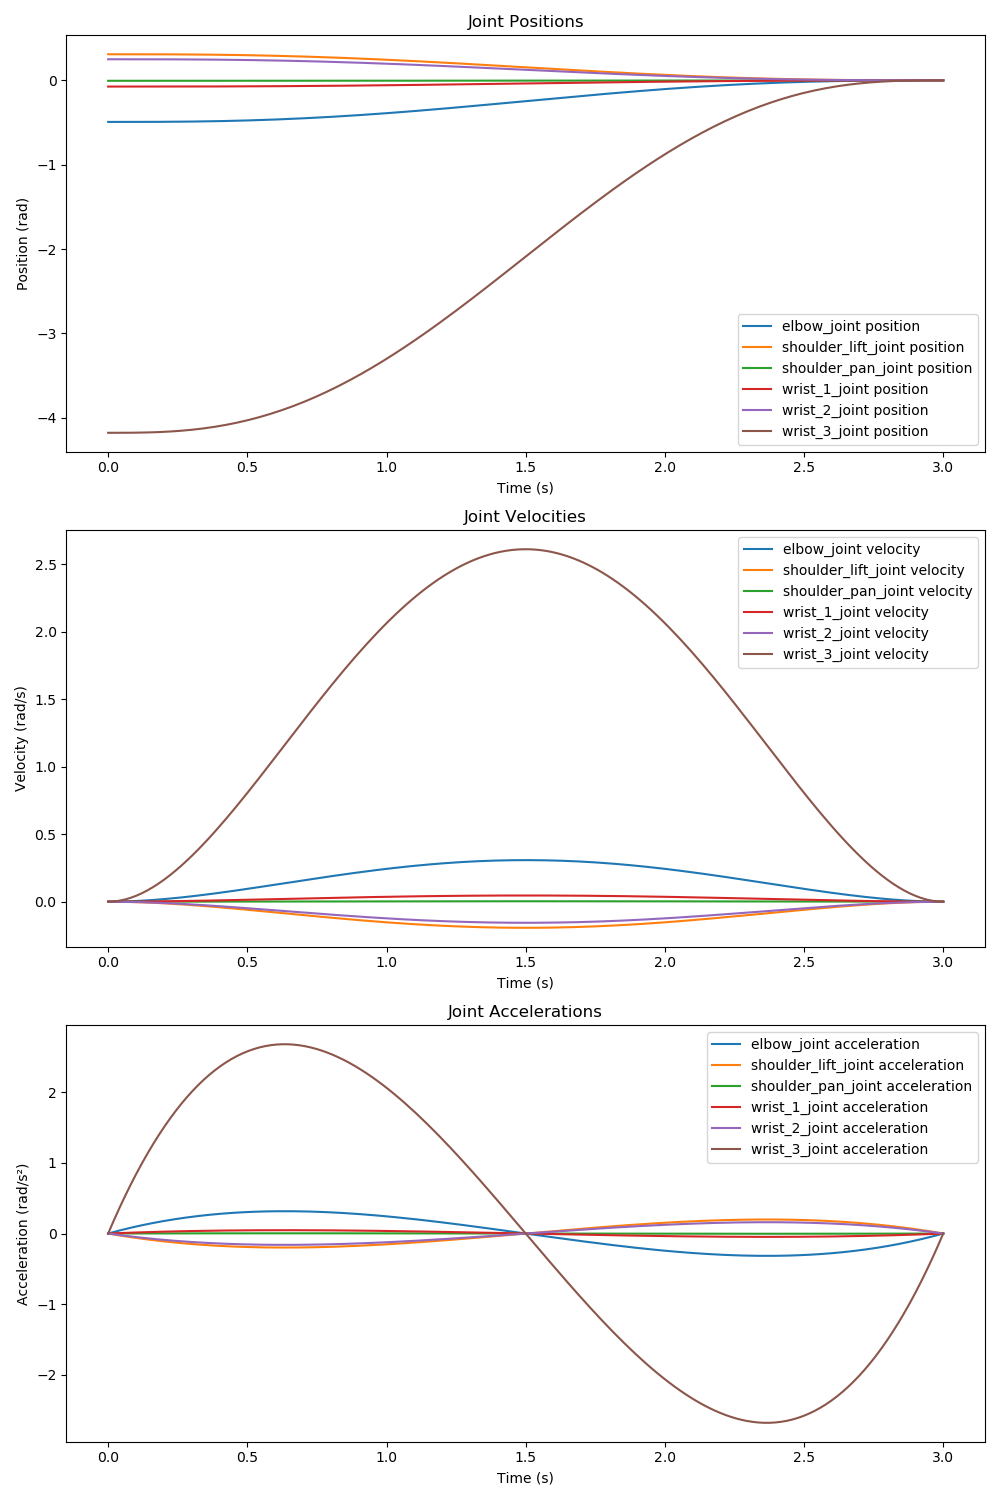 Joint Positions
Position (rad)
0
−1
−2
−3
−4
elbow_joint position
shoulder_lift_joint position
shoulder_pan_joint position
wrist_1_joint position
wrist_2_joint position
wrist_3_joint position
0.0 0.5 1.0 1.5 2.0 2.5 3.0
Time (s)
Joint Velocities
Velocity (rad/s)
2.5
2.0
1.5
1.0
0.5
0.0
elbow_joint velocity
shoulder_lift_joint velocity
shoulder_pan_joint velocity
wrist_1_joint velocity
wrist_2_joint velocity
wrist_3_joint velocity
0.0 0.5 1.0 1.5 2.0 2.5 3.0
Time (s)
Joint Accelerations
Acceleration (rad/s²)
2
1
0
−1
−2
elbow_joint acceleration
shoulder_lift_joint acceleration
shoulder_pan_joint acceleration
wrist_1_joint acceleration
wrist_2_joint acceleration
wrist_3_joint acceleration
0.0 0.5 1.0 1.5 2.0 2.5 3.0
Time (s)